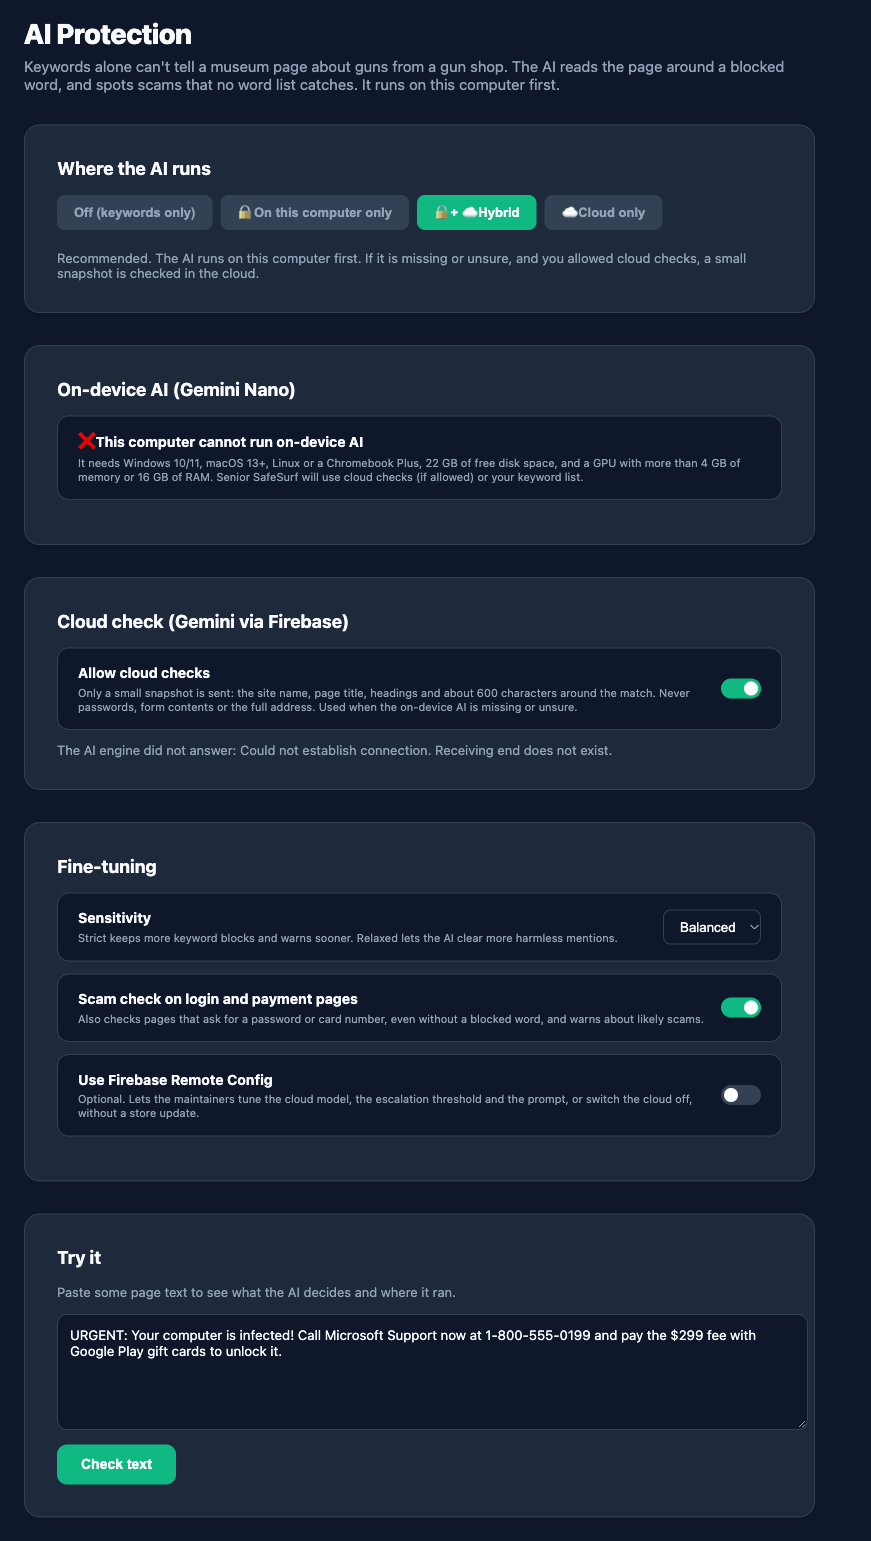 AI Protection
Keywords alone can't tell a museum page about guns from a gun shop. The AI reads the page around a blocked
word, and spots scams that no word list catches. It runs on this computer first.
Where the AI runs
Off (keywords only)
🔒On this computer only
🔒+ ☁️Hybrid
☁️Cloud only
Recommended. The AI runs on this computer first. If it is missing or unsure, and you allowed cloud checks, a small
snapshot is checked in the cloud.
On-device AI (Gemini Nano)
❌This computer cannot run on-device AI
It needs Windows 10/11, macOS 13+, Linux or a Chromebook Plus, 22 GB of free disk space, and a GPU with more than 4 GB of
memory or 16 GB of RAM. Senior SafeSurf will use cloud checks (if allowed) or your keyword list.
Cloud check (Gemini via Firebase)
Allow cloud checks
Only a small snapshot is sent: the site name, page title, headings and about 600 characters around the match. Never
passwords, form contents or the full address. Used when the on-device AI is missing or unsure.
The AI engine did not answer: Could not establish connection. Receiving end does not exist.
Fine-tuning
Sensitivity
Strict keeps more keyword blocks and warns sooner. Relaxed lets the AI clear more harmless mentions.
Balanced
Scam check on login and payment pages
Also checks pages that ask for a password or card number, even without a blocked word, and warns about likely scams.
Use Firebase Remote Config
Optional. Lets the maintainers tune the cloud model, the escalation threshold and the prompt, or switch the cloud off,
without a store update.
Try it
Paste some page text to see what the AI decides and where it ran.
URGENT: Your computer is infected! Call Microsoft Support now at 1-800-555-0199 and pay the $299 fee with
Google Play gift cards to unlock it.
Check text